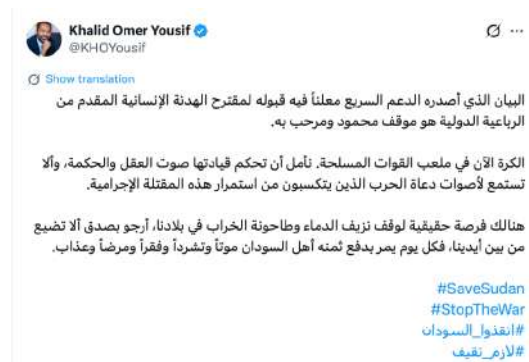 Khalid Omer Yousif
@KHOYousif
Show translation
البيان الذي أصدره الدعم السريع معلناً فيه قبوله لمقترح الهدنة الإنسانية المقدم من
الرباعية الدولية هو موقف محمود ومرحب به.
الكرة الآن في ملعب القوات المسلحة. نأمل أن تحكم قيادتها صوت العقل والحكمة، وألا
تستمع لأصوات دعاة الحرب الذين يتكسبون من استمرار هذه المقتلة الإجرامية.
هنالك فرصة حقيقية لوقف نزيف الدماء وطاحونة الخراب في بلادنا، أرجو بصدق ألا تضيع
من بين أيدينا، فكل يوم يمر يدفع ثمنه أهل السودان موتاً وتشرداً وفقراً ومرضاً وعذاب.
#SaveSudan
#StopTheWar
#انقذوا_السودان
#لازم_نقيف